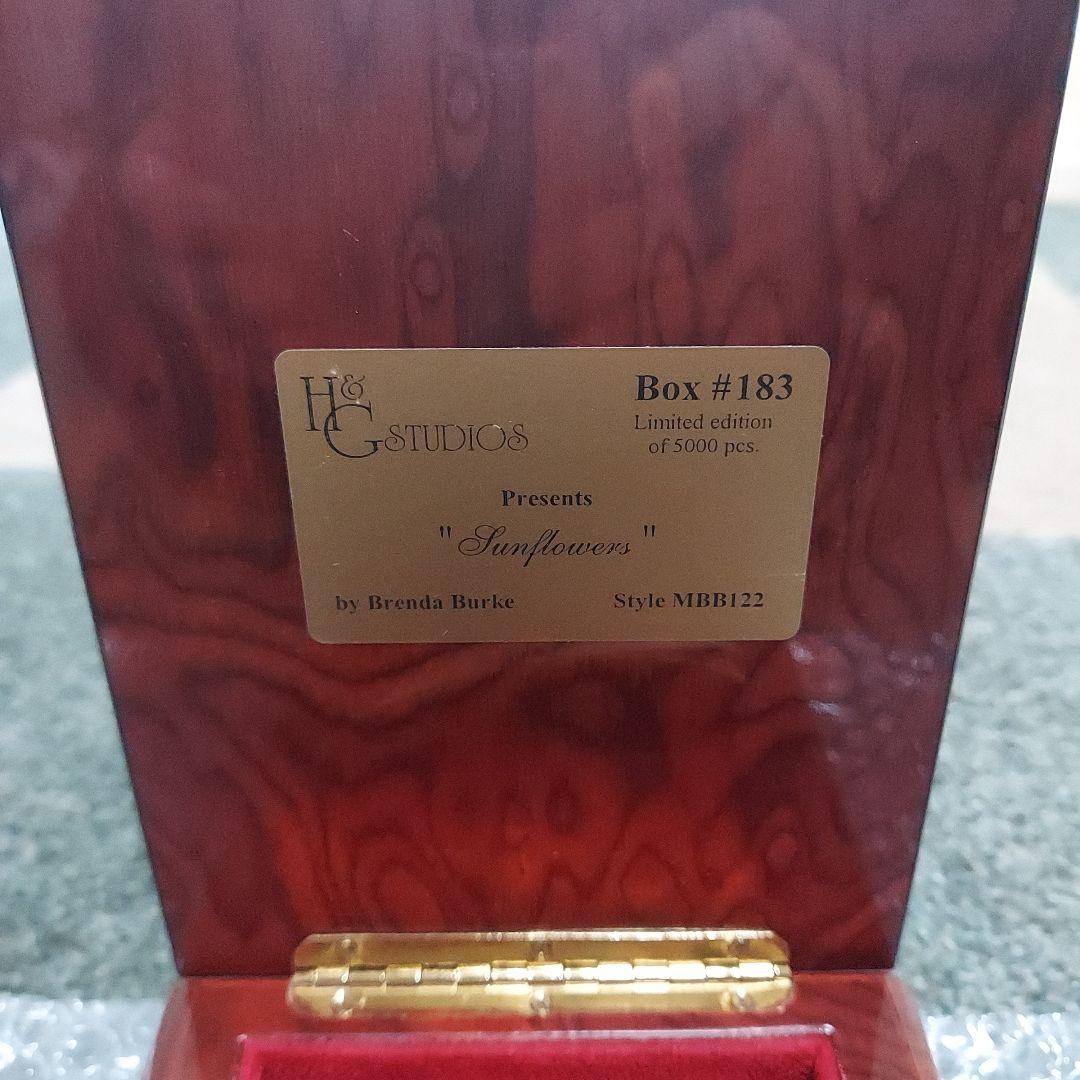 H&G STUDIOS
Box #183
Limited edition
of 5000 pcs.
Presents
"Sunflowers"
by Brenda Burke
Style MBB122